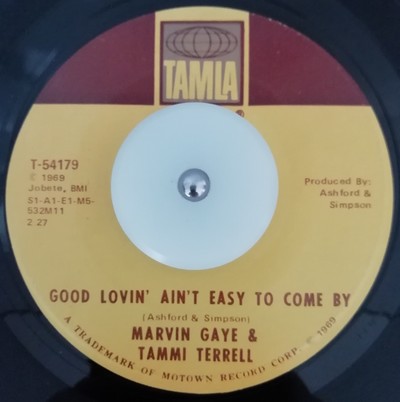 TAMLA
®
T-54179
© 1969
Jobete, BMI
S1-A1-E1-M5-
532M11
2:27
Produced By:
Ashford &
Simpson
GOOD LOVIN' AIN'T EASY TO COME BY
(Ashford & Simpson)
MARVIN GAYE &
TAMMI TERRELL
A TRADEMARK OF MOTOWN RECORD CORP. © 1969